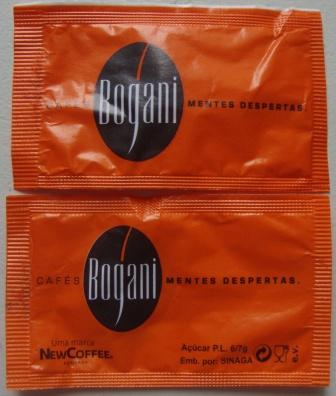 CAFÉS Bogani MENTES DESPERTAS.
CAFÉS Bogani MENTES DESPERTAS.
Uma marca
NEWCOFFEE.
Açúcar P.L. 6/7g
Emb. por: SINAGA
e.v.